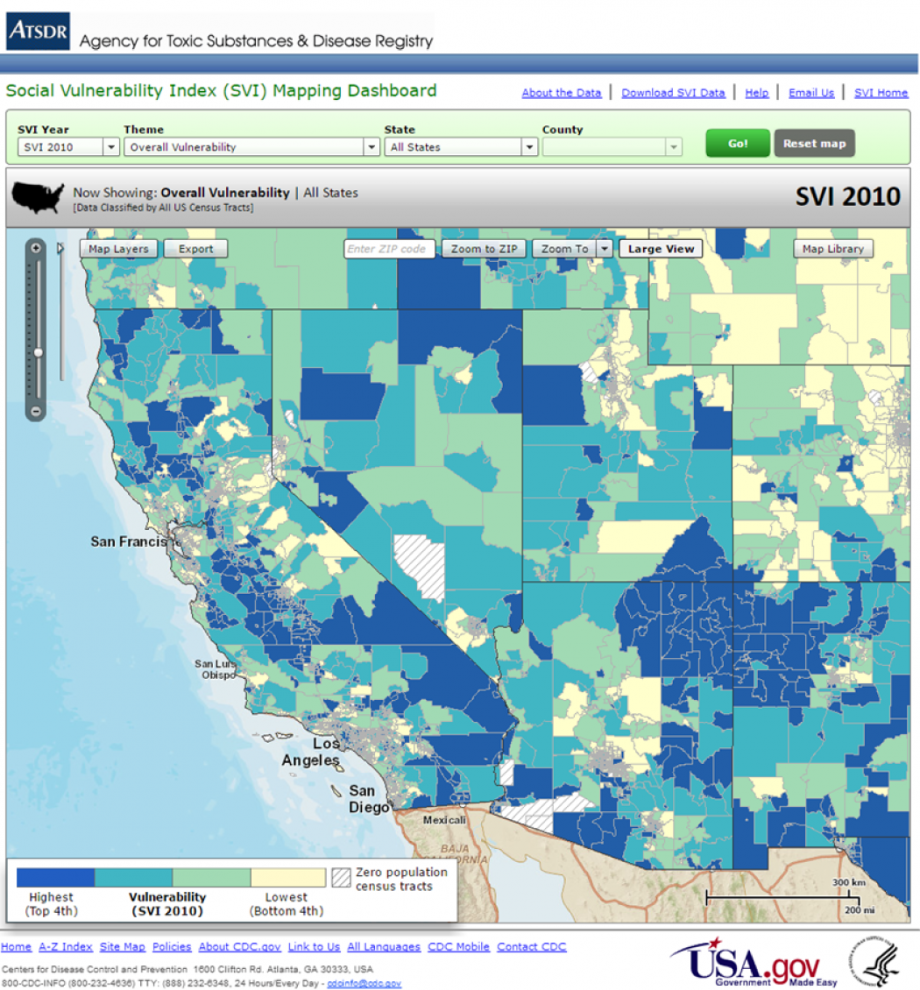 ATSDR Agency for Toxic Substances & Disease Registry
Social Vulnerability Index (SVI) Mapping Dashboard
About the Data | Download SVI Data | Help | Email Us | SVI Home
SVI Year Theme State County
SVI 2010 Overall Vulnerability All States Go! Reset map
Now Showing: Overall Vulnerability | All States
[Data Classified by All US Census Tracts]
SVI 2010
Map Layers Export Enter ZIP code Zoom to ZIP Zoom To Large View Map Library
San Francis
San Luis
Obispo
Los
Angeles
San
Diego
Mexicali
BAJA
CALIFORNIA
Zero population
census tracts
Highest
(Top 4th)
Vulnerability
(SVI 2010)
Lowest
(Bottom 4th)
300 km
200 mi
Home A-Z Index Site Map Policies About CDC.gov Link to Us All Languages CDC Mobile Contact CDC
Centers for Disease Control and Prevention 1600 Clifton Rd. Atlanta, GA 30333, USA
800-CDC-INFO (800-232-4636) TTY: (888) 232-6348, 24 Hours/Every Day - cdcinfo@cdc.gov
USA.gov
Government Made Easy